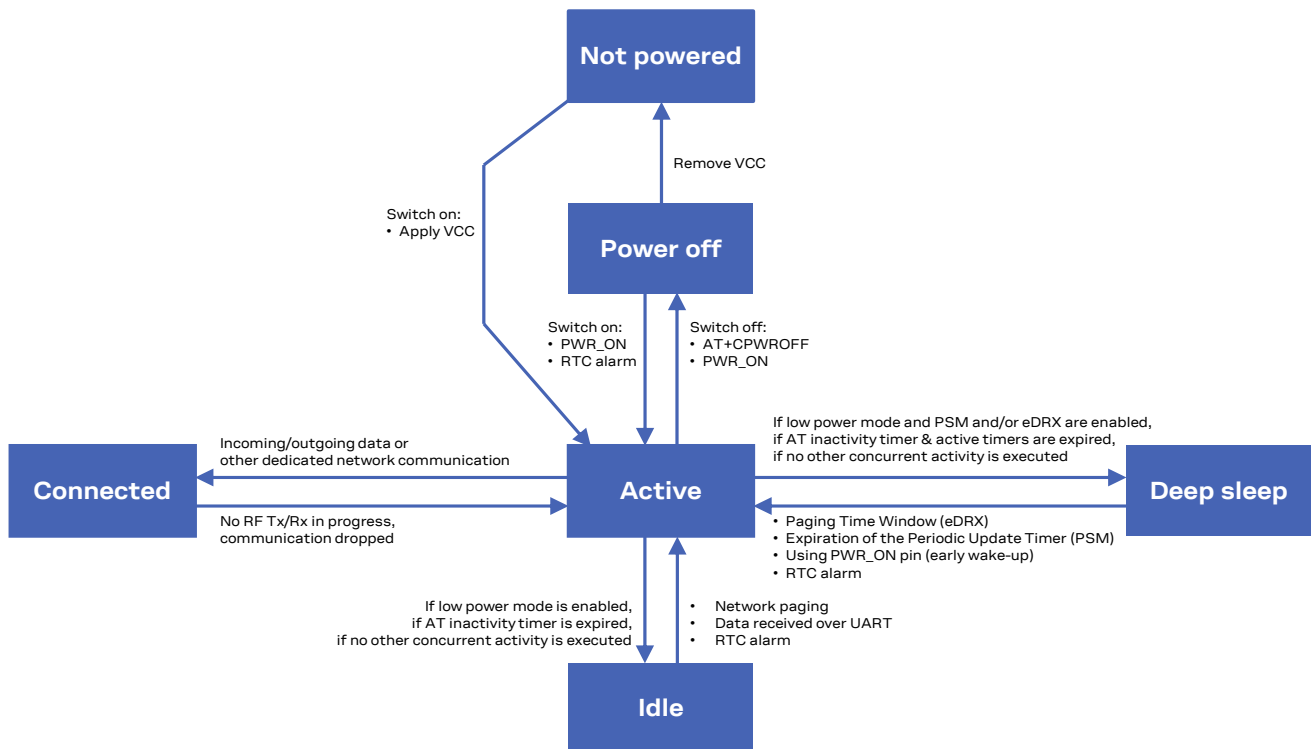 Not powered
Remove VCC
Switch on:
• Apply VCC
Power off
Switch on:
• PWR_ON
• RTC alarm
Switch off:
• AT+CPWROFF
• PWR_ON
If low power mode and PSM and/or eDRX are enabled,
if AT inactivity timer & active timers are expired,
if no other concurrent activity is executed
Incoming/outgoing data or
other dedicated network communication
Connected
Active
Deep sleep
No RF Tx/Rx in progress,
communication dropped
• Paging Time Window (eDRX)
• Expiration of the Periodic Update Timer (PSM)
• Using PWR_ON pin (early wake-up)
• RTC alarm
If low power mode is enabled,
if AT inactivity timer is expired,
if no other concurrent activity is executed
• Network paging
• Data received over UART
• RTC alarm
Idle